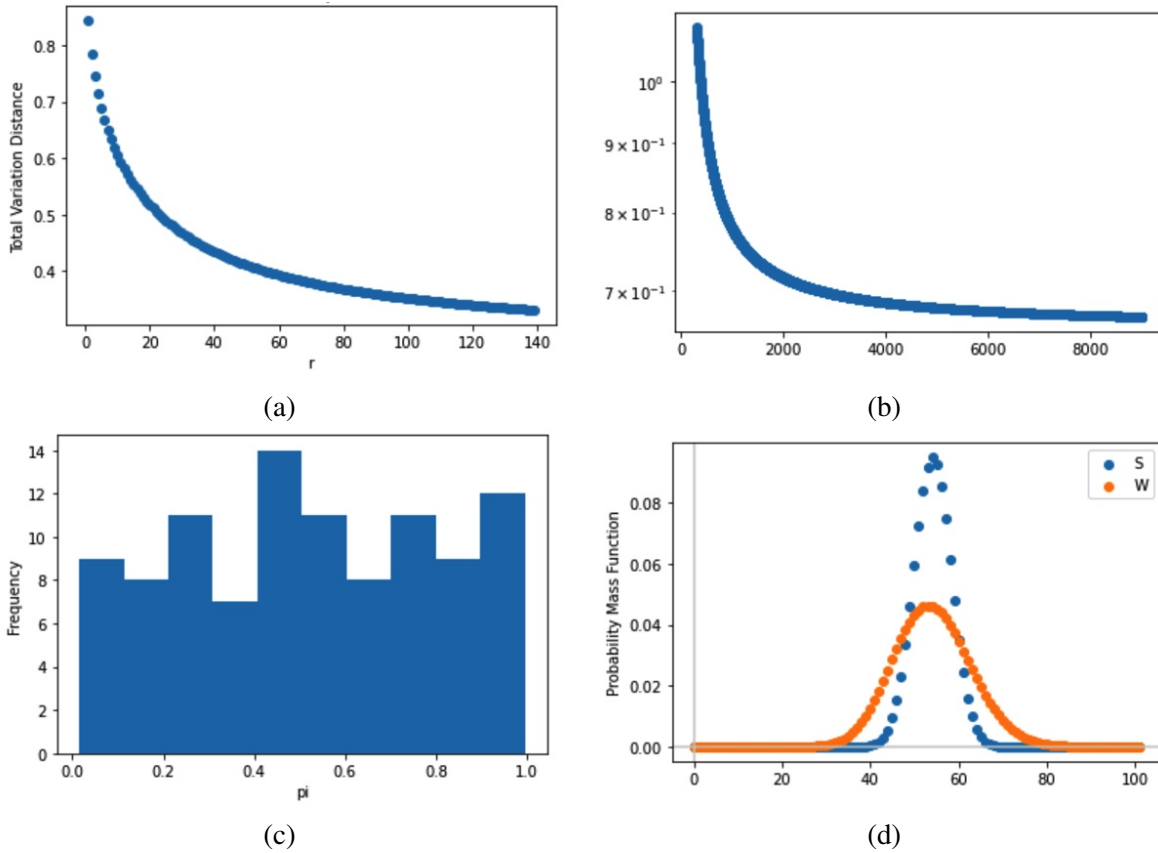 0.8
0.7
0.6
0.5
0.4
Total Variation Distance
0 20 40 60 80 100 120 140
r
(a)
10⁰
9 × 10⁻¹
8 × 10⁻¹
7 × 10⁻¹
0 2000 4000 6000 8000
(b)
14
12
10
8
6
4
2
0
Frequency
0.0 0.2 0.4 0.6 0.8 1.0
pi
(c)
S
W
0.08
0.06
0.04
0.02
0.00
Probability Mass Function
0 20 40 60 80 100
(d)